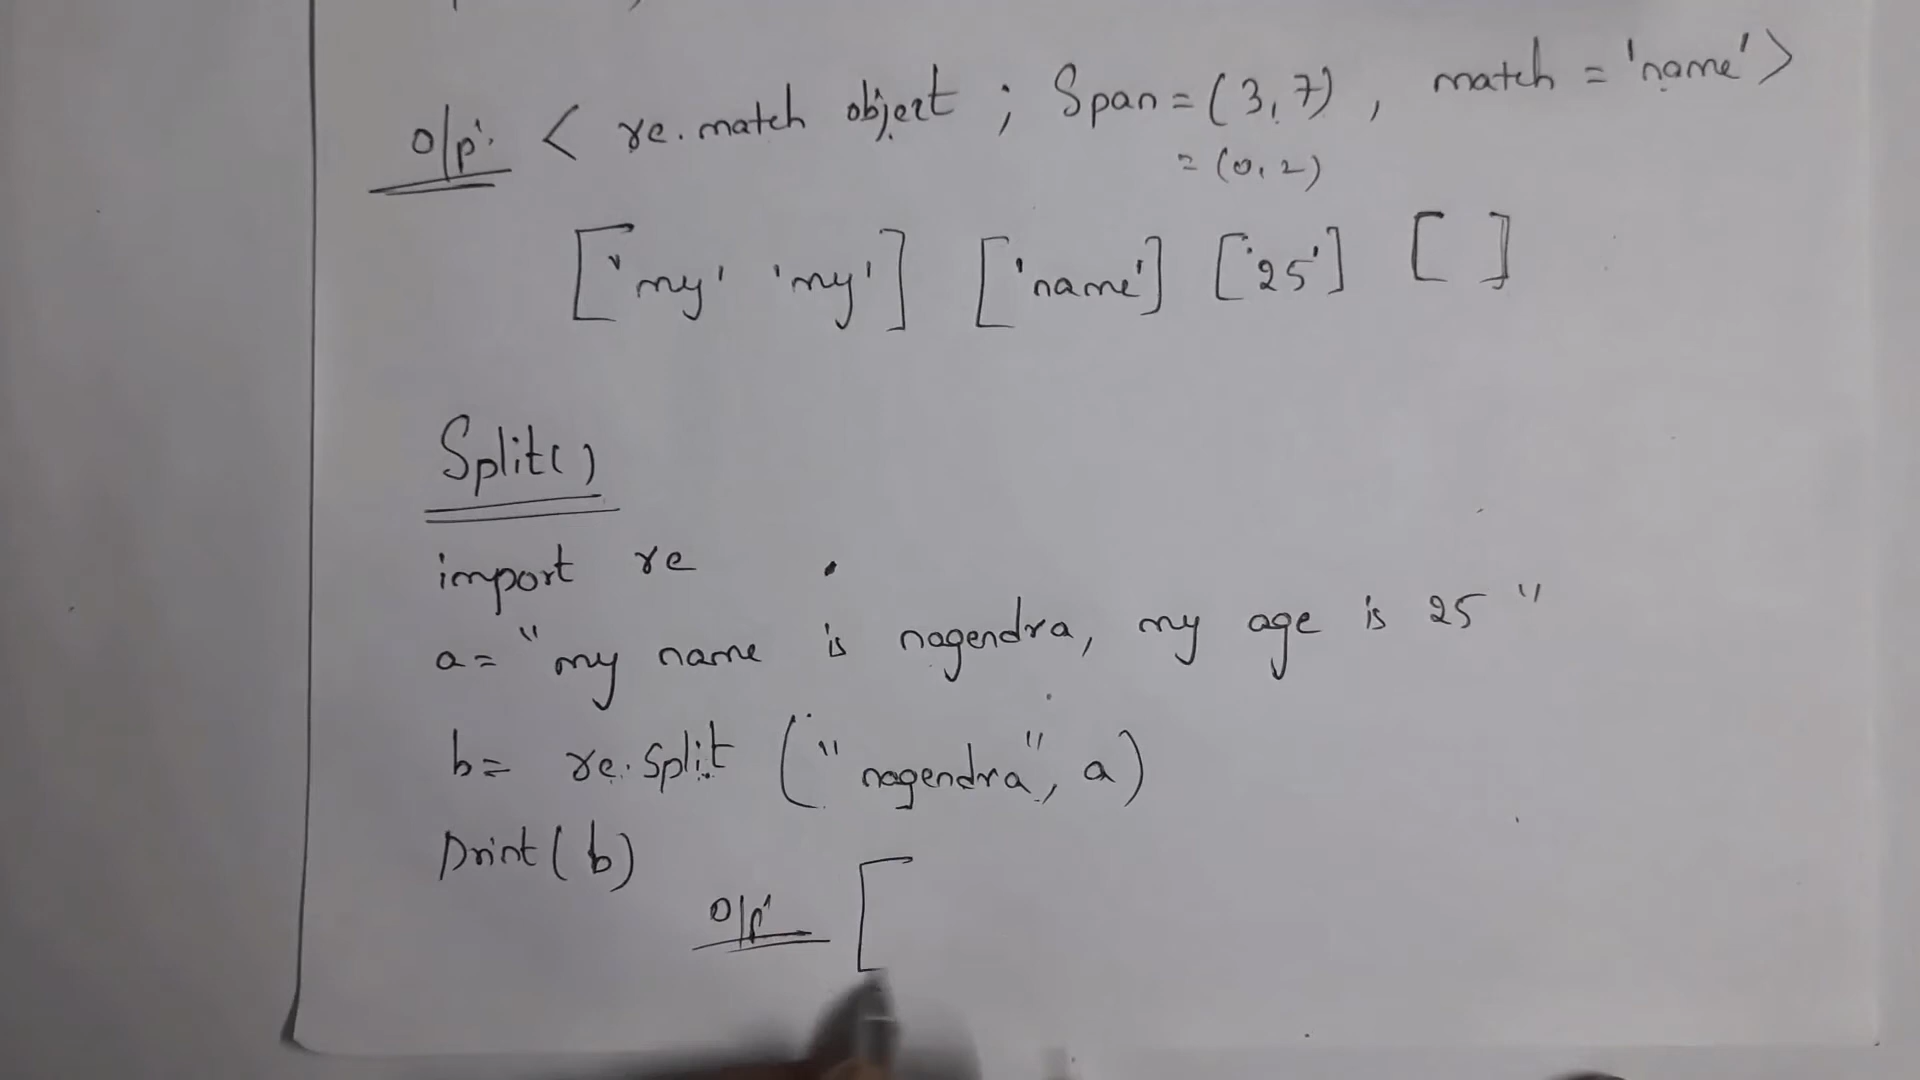 O/p: < re.match object ; Span = (3,7) , match = 'name'>
= (0,2)
['my' 'my'] ['name'] ['25'] [ ]
Split()
import re
a= "my name is nagendra, my age is 25"
b= re.split ("nagendra", a)
Print(b)
O/p: [